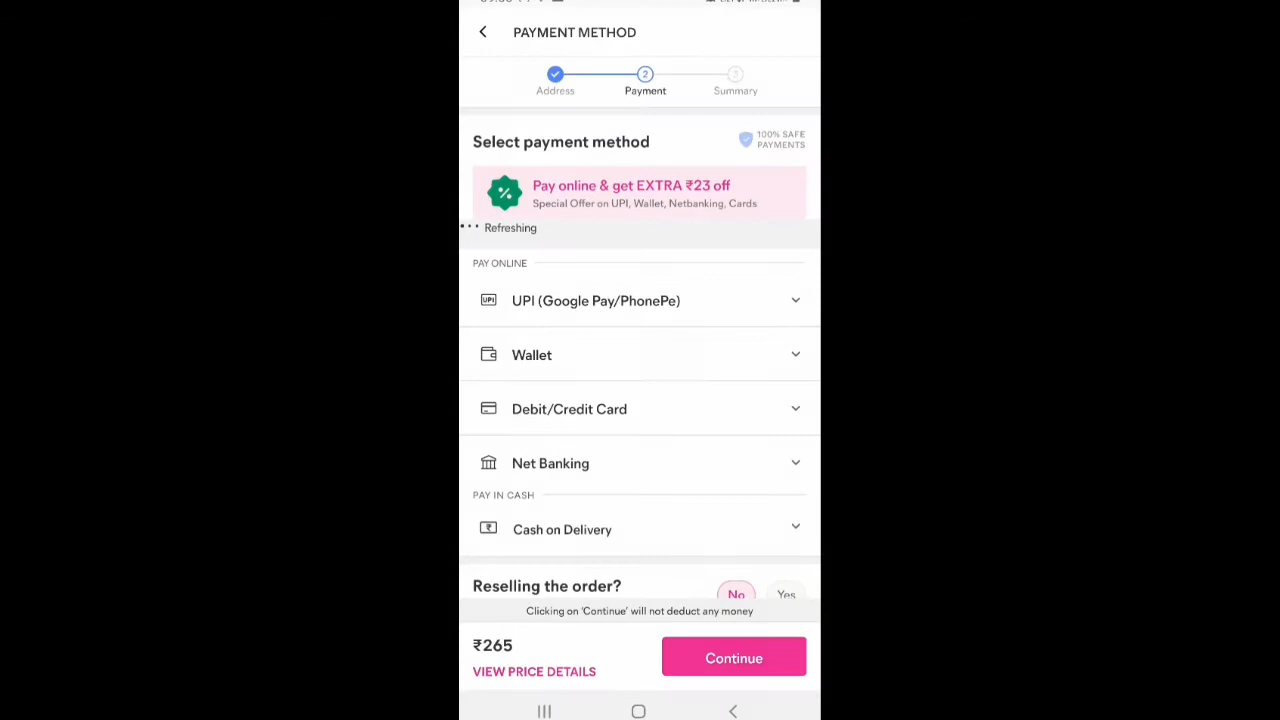 PAYMENT METHOD
2
3
Address
Payment
Summary
Select payment method
100% SAFE
PAYMENTS
Pay online & get EXTRA ₹23 off
Special Offer on UPI, Wallet, Netbanking, Cards
Refreshing
PAY ONLINE
UPI
UPI (Google Pay/PhonePe)
Wallet
Debit/Credit Card
Net Banking
PAY IN CASH
Cash on Delivery
Reselling the order?
No
Yes
Clicking on 'Continue' will not deduct any money
₹265
Continue
VIEW PRICE DETAILS